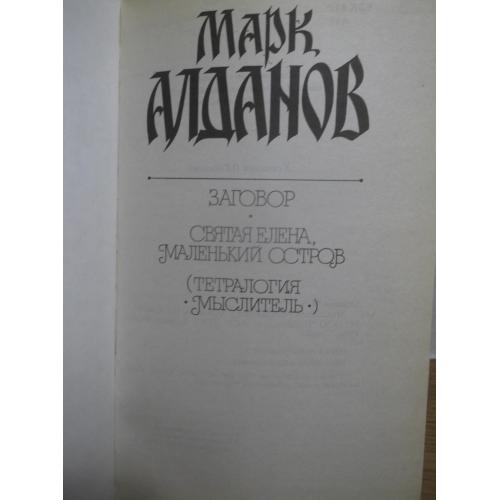 МАРК
АЛДАНОВ
ЗАГОВОР
•
СВЯТАЯ ЕЛЕНА,
МАЛЕНЬКИЙ ОСТРОВ
(ТЕТРАЛОГИЯ
• МЫСЛИТЕЛЬ •)